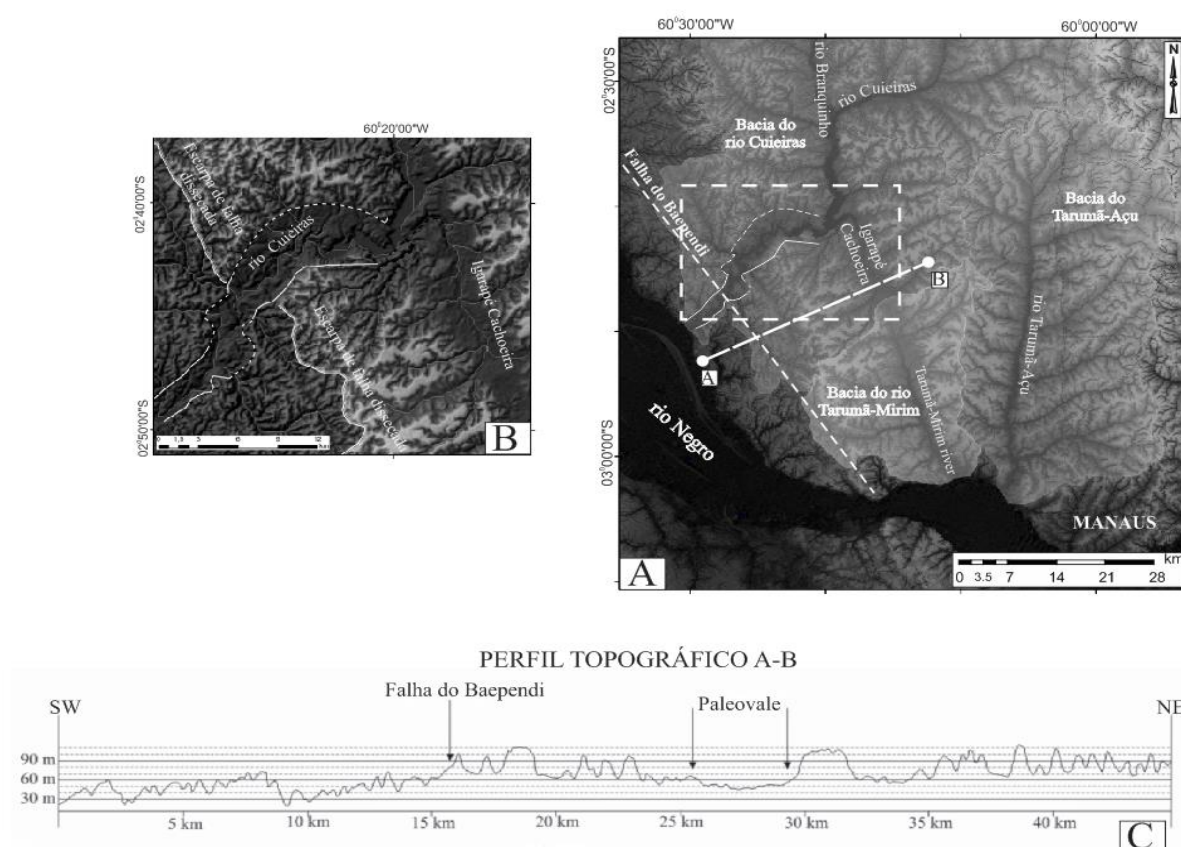 60°20'00"W
02°40'00"S
02°50'00"S
Escarpa de falha
dissecada
rio Cuieiras
Igarapé Cachoeira
Escarpa de falha dissecada
B
60°30'00"W
60°00'00"W
02°30'00"S
03°00'00"S
N
rio Branquinho
rio Cuieiras
Bacia do
rio Cuieiras
Falha do Baependi
Bacia do
Tarumã-Açu
Igarapé
Cachoeira
B
A
rio Tarumã-Açu
Bacia do rio
Tarumã-Mirim
Tarumã-Mirim river
rio Negro
MANAUS
km
0 3.5 7 14 21 28
A
PERFIL TOPOGRÁFICO A-B
Falha do Baependi
Paleovale
SW
NE
90 m
60 m
30 m
5 km 10 km 15 km 20 km 25 km 30 km 35 km 40 km
C